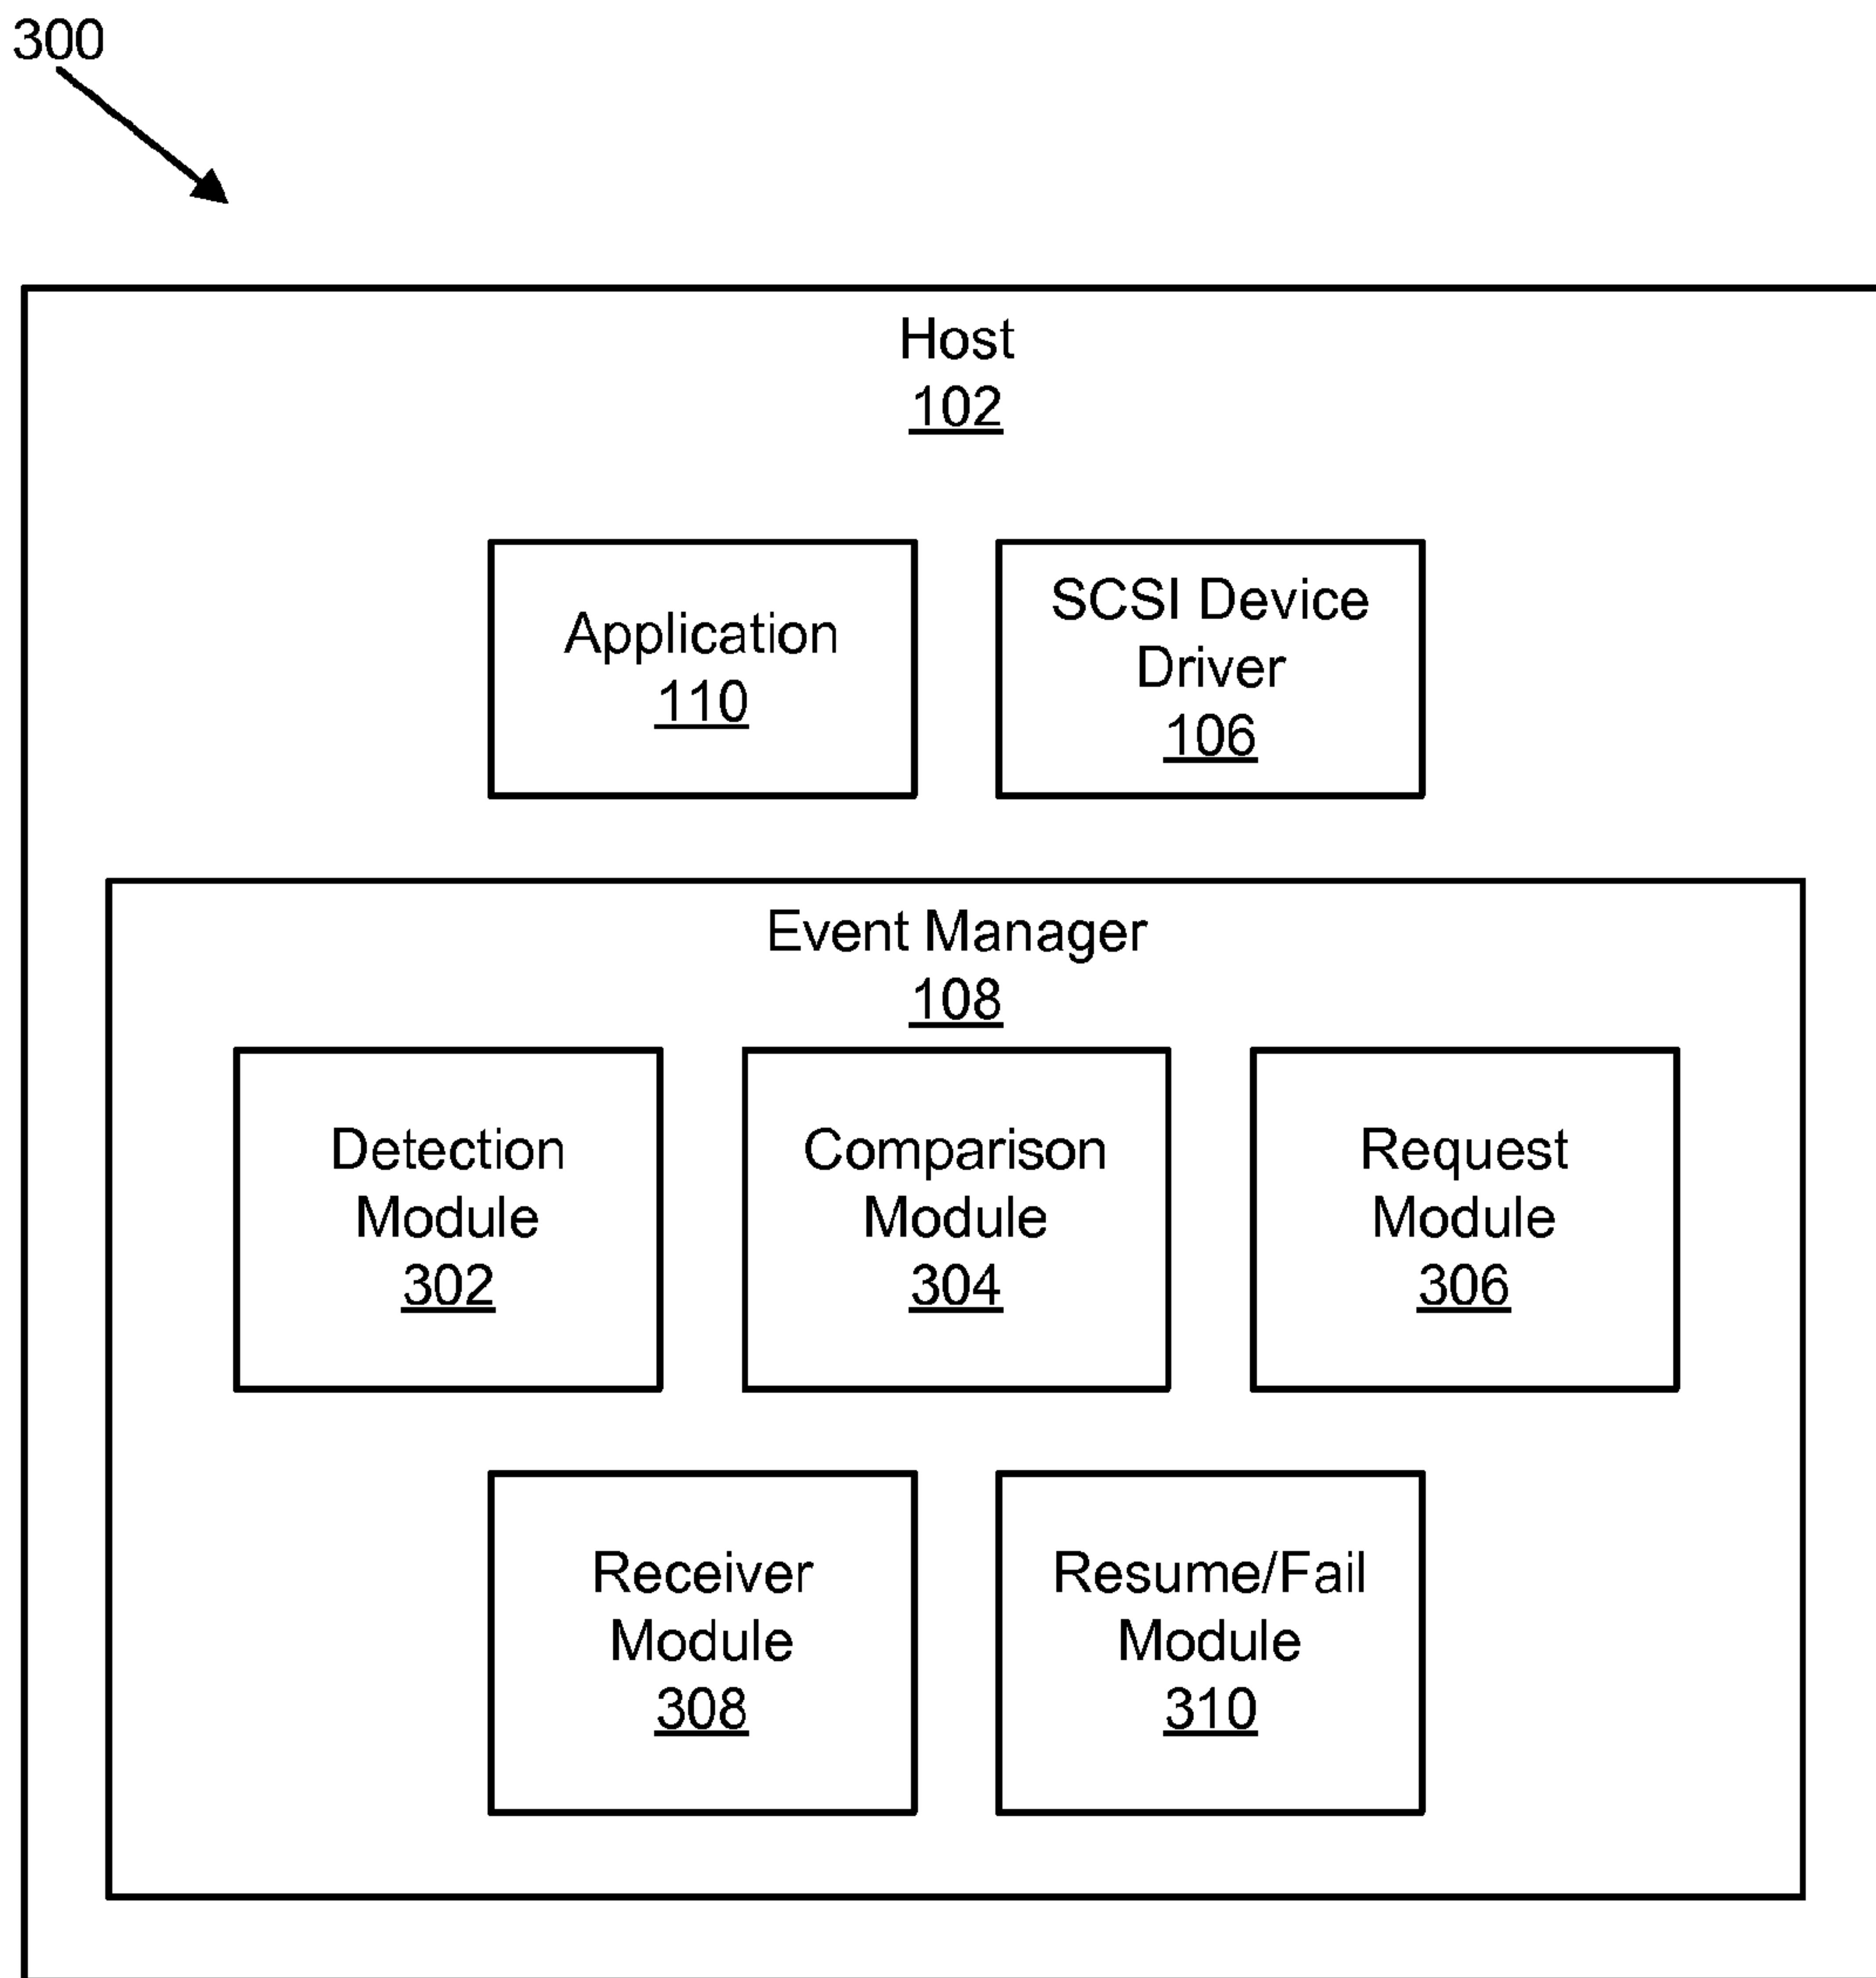 300
Host
102
Application
110
SCSI Device
Driver
106
Event Manager
108
Detection
Module
302
Comparison
Module
304
Request
Module
306
Receiver
Module
308
Resume/Fail
Module
310